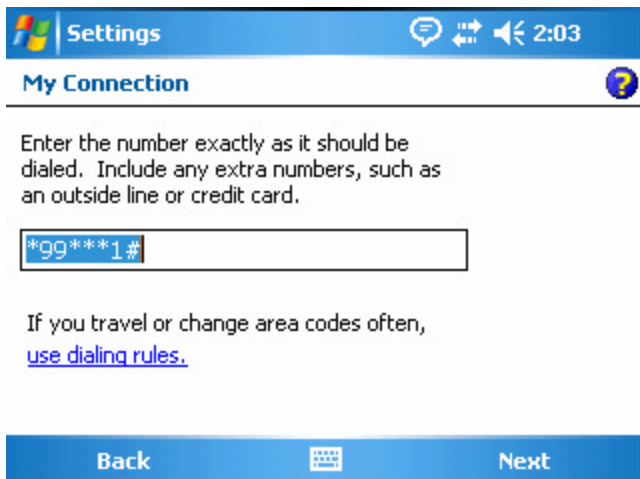 Settings 2:03
My Connection
Enter the number exactly as it should be
dialed. Include any extra numbers, such as
an outside line or credit card.
*99***1#
If you travel or change area codes often,
use dialing rules.
Back Next